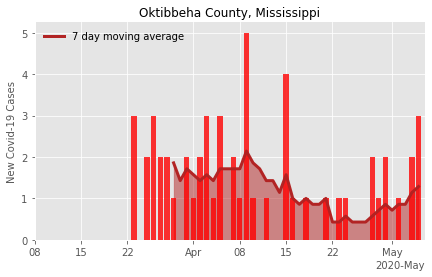 Oktibbeha County, Mississippi
7 day moving average
New Covid-19 Cases
5
4
3
2
1
0
08 15 22 Apr 08 15 22 May
2020-May